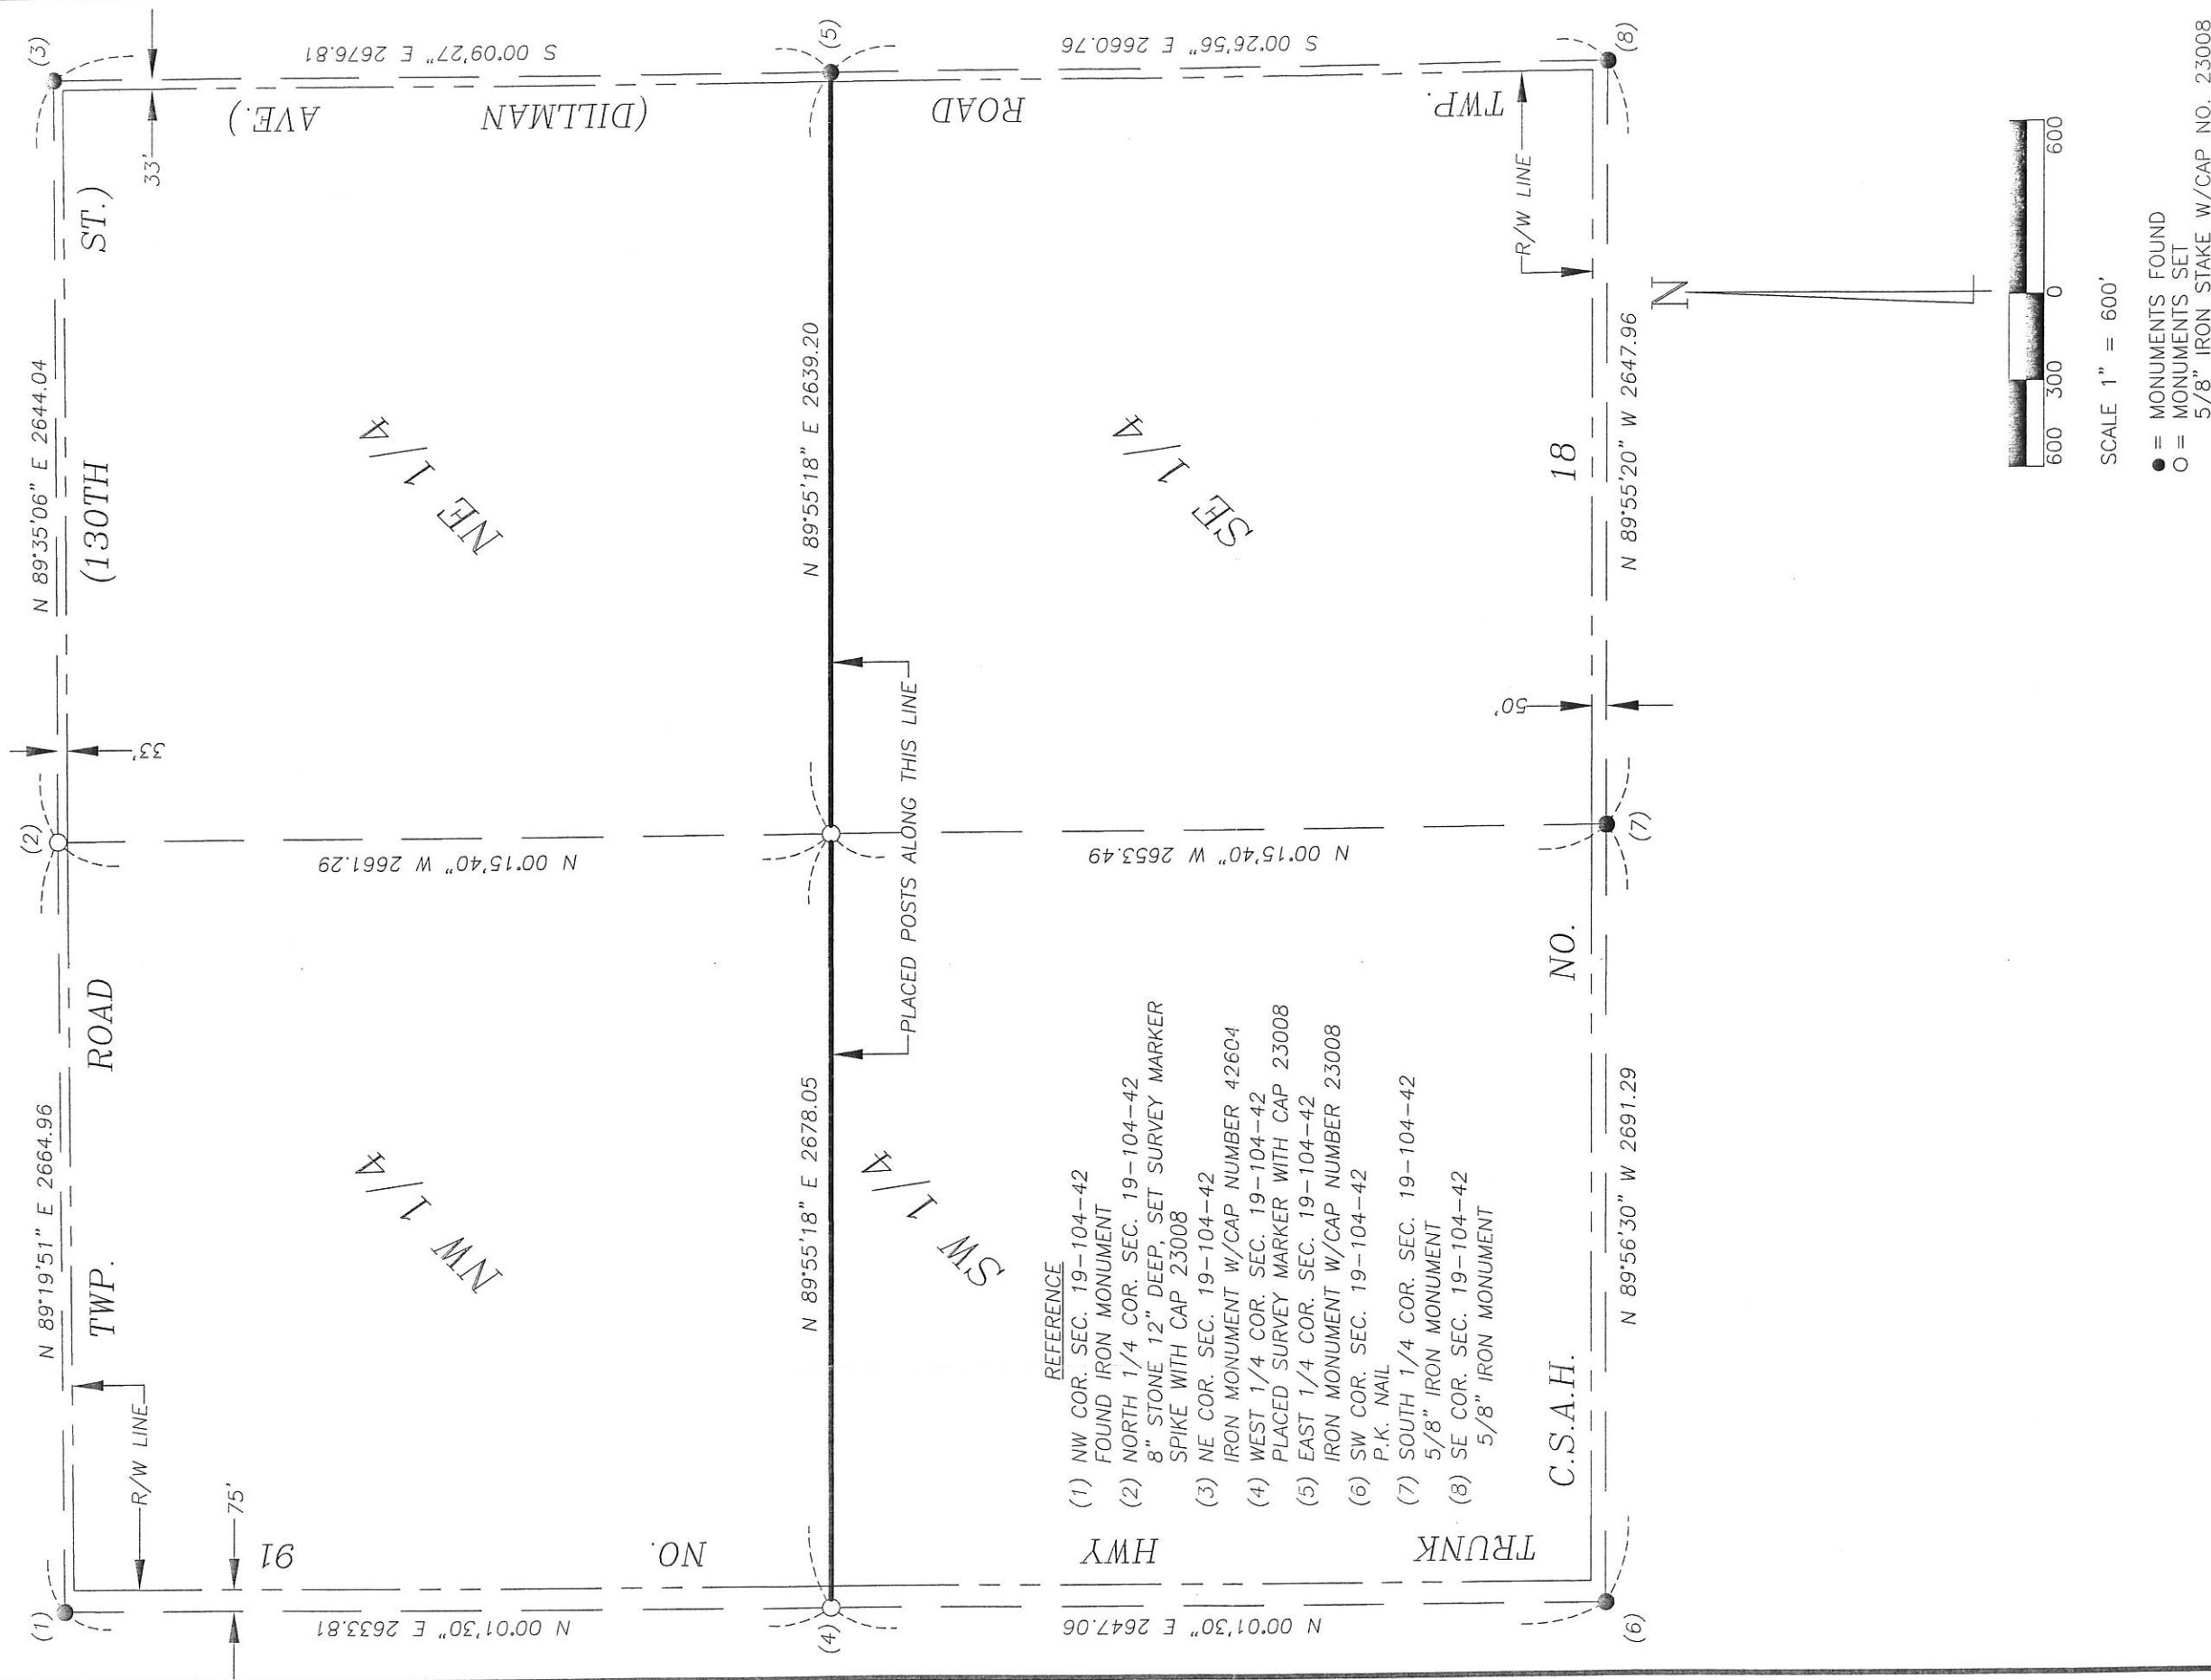 (1)
N 89°19'51" E 2664.96
(2)
N 89°35'06" E 2644.04
(3)
TWP.
ROAD
(130TH
ST.)
R/W LINE
75'
33'
33'
NW 1/4
NE 1/4
TRUNK
HWY
NO.
91
N 00°01'30" E 2633.81
N 00°15'40" W 2661.29
S 00°09'27" E 2676.81
TWP.
ROAD
(DILLMAN
AVE.)
(4)
N 89°55'18" E 2678.05
N 89°55'18" E 2639.20
(5)
PLACED POSTS ALONG THIS LINE
SW 1/4
SE 1/4
N 00°01'30" E 2647.06
N 00°15'40" W 2653.49
S 00°26'56" E 2660.76
REFERENCE
(1) NW COR. SEC. 19-104-42
FOUND IRON MONUMENT
(2) NORTH 1/4 COR. SEC. 19-104-42
8" STONE 12" DEEP, SET SURVEY MARKER
SPIKE WITH CAP 23008
(3) NE COR. SEC. 19-104-42
IRON MONUMENT W/CAP NUMBER 42604
(4) WEST 1/4 COR. SEC. 19-104-42
PLACED SURVEY MARKER WITH CAP 23008
(5) EAST 1/4 COR. SEC. 19-104-42
IRON MONUMENT W/CAP NUMBER 23008
(6) SW COR. SEC. 19-104-42
P.K. NAIL
(7) SOUTH 1/4 COR. SEC. 19-104-42
5/8" IRON MONUMENT
(8) SE COR. SEC. 19-104-42
5/8" IRON MONUMENT
R/W LINE
50'
C.S.A.H.
NO.
18
(6)
N 89°56'30" W 2691.29
(7)
N 89°55'20" W 2647.96
(8)
N
600 300 0 600
SCALE 1" = 600'
● = MONUMENTS FOUND
○ = MONUMENTS SET
5/8" IRON STAKE W/CAP NO. 23008